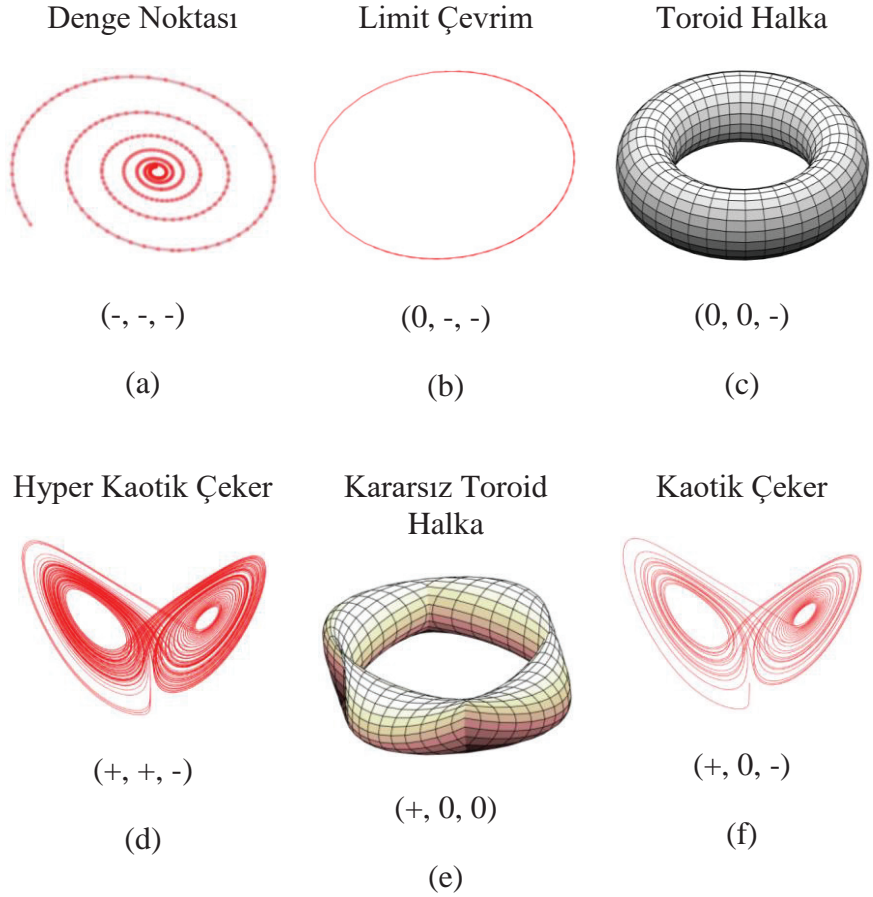 Denge Noktası
Limit Çevrim
Toroid Halka
(-, -, -)
(0, -, -)
(0, 0, -)
(a)
(b)
(c)
Hyper Kaotik Çeker
Kararsız Toroid
Halka
Kaotik Çeker
(+, +, -)
(+, 0, 0)
(+, 0, -)
(d)
(e)
(f)